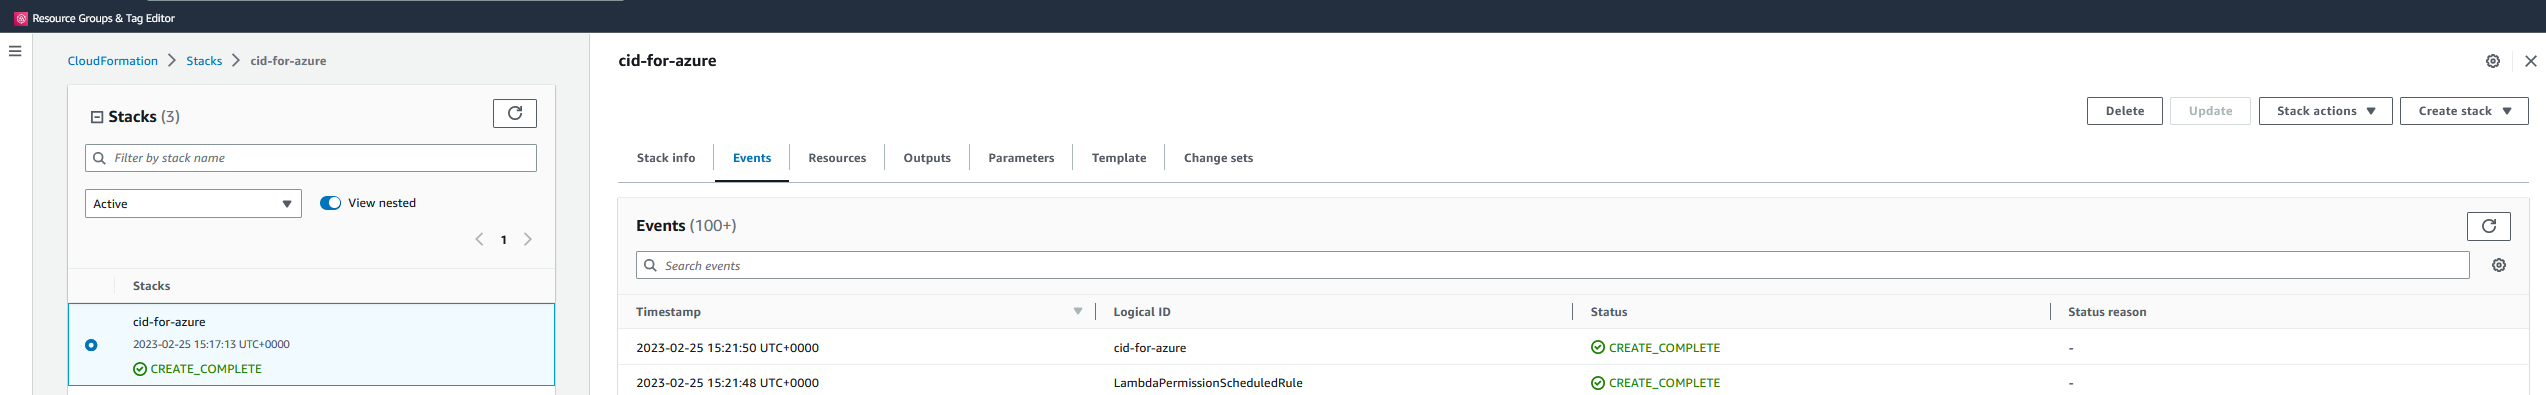 Resource Groups & Tag Editor
CloudFormation > Stacks > cid-for-azure
Stacks (3)
Filter by stack name
Active View nested
1
Stacks
cid-for-azure
2023-02-25 15:17:13 UTC+0000
CREATE_COMPLETE
cid-for-azure
Delete Update Stack actions Create stack
Stack info Events Resources Outputs Parameters Template Change sets
Events (100+)
Search events
Timestamp Logical ID Status Status reason
2023-02-25 15:21:50 UTC+0000 cid-for-azure CREATE_COMPLETE -
2023-02-25 15:21:48 UTC+0000 LambdaPermissionScheduledRule CREATE_COMPLETE -